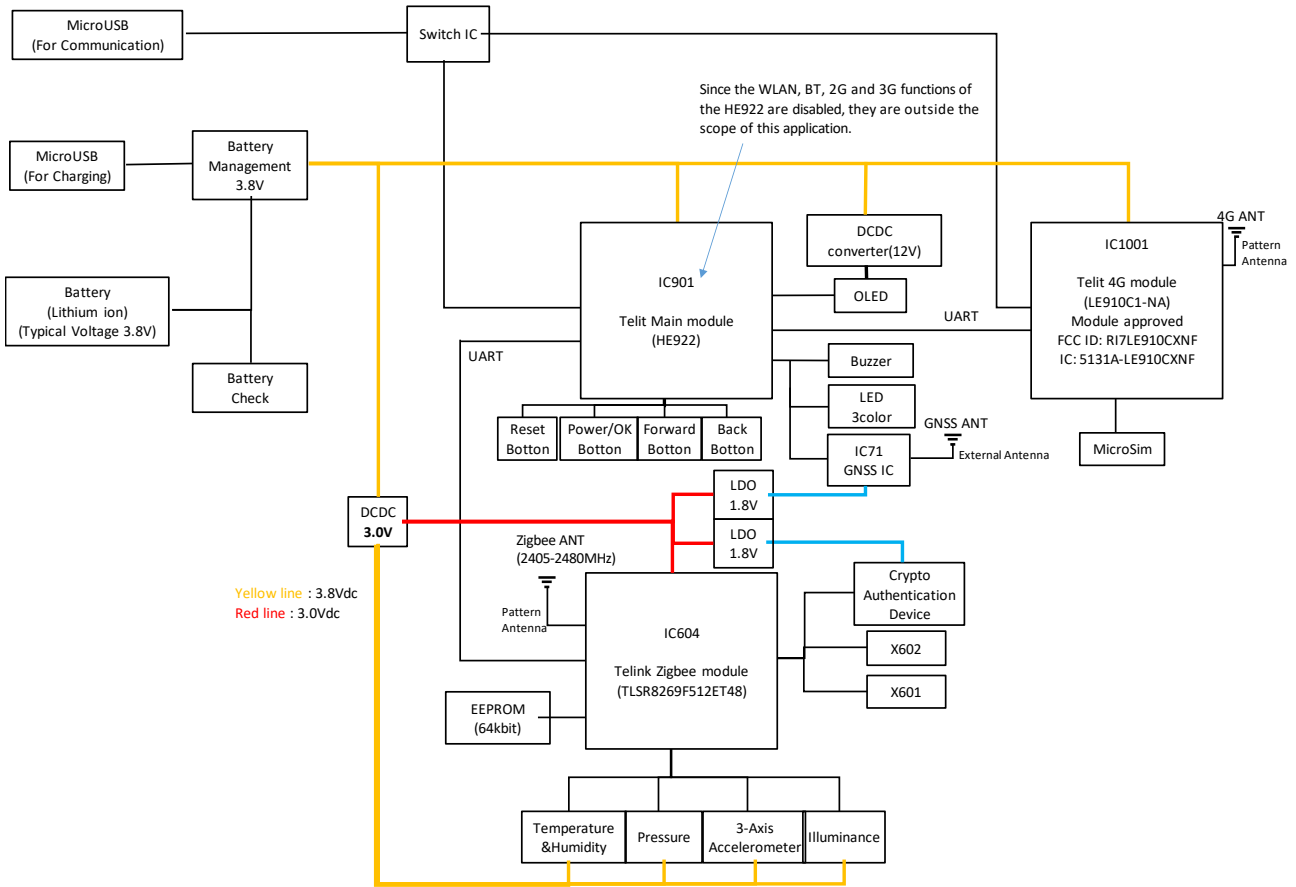 MicroUSB
(For Communication)
Switch IC
Since the WLAN, BT, 2G and 3G functions of
the HE922 are disabled, they are outside the
scope of this application.
MicroUSB
(For Charging)
Battery
Management
3.8V
Battery
(Lithium ion)
(Typical Voltage 3.8V)
Battery
Check
IC901
Telit Main module
(HE922)
DCDC
converter(12V)
OLED
UART
IC1001
Telit 4G module
(LE910C1-NA)
Module approved
FCC ID: RI7LE910CXNF
IC: 5131A-LE910CXNF
4G ANT
Pattern
Antenna
UART
Buzzer
LED
3color
IC71
GNSS IC
GNSS ANT
External Antenna
MicroSim
Reset
Botton
Power/OK
Botton
Forward
Botton
Back
Botton
LDO
1.8V
LDO
1.8V
DCDC
3.0V
Zigbee ANT
(2405-2480MHz)
Pattern
Antenna
Yellow line : 3.8Vdc
Red line : 3.0Vdc
IC604
Telink Zigbee module
(TLSR8269F512ET48)
Crypto
Authentication
Device
X602
X601
EEPROM
(64kbit)
Temperature
&Humidity
Pressure
3-Axis
Accelerometer
Illuminance